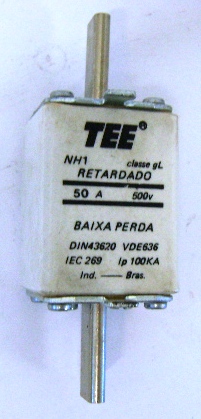 TEE®
NH1 classe gL
RETARDADO
50 A 500v
BAIXA PERDA
DIN43620 VDE636
IEC 269 Ip 100KA
Ind. — Bras.